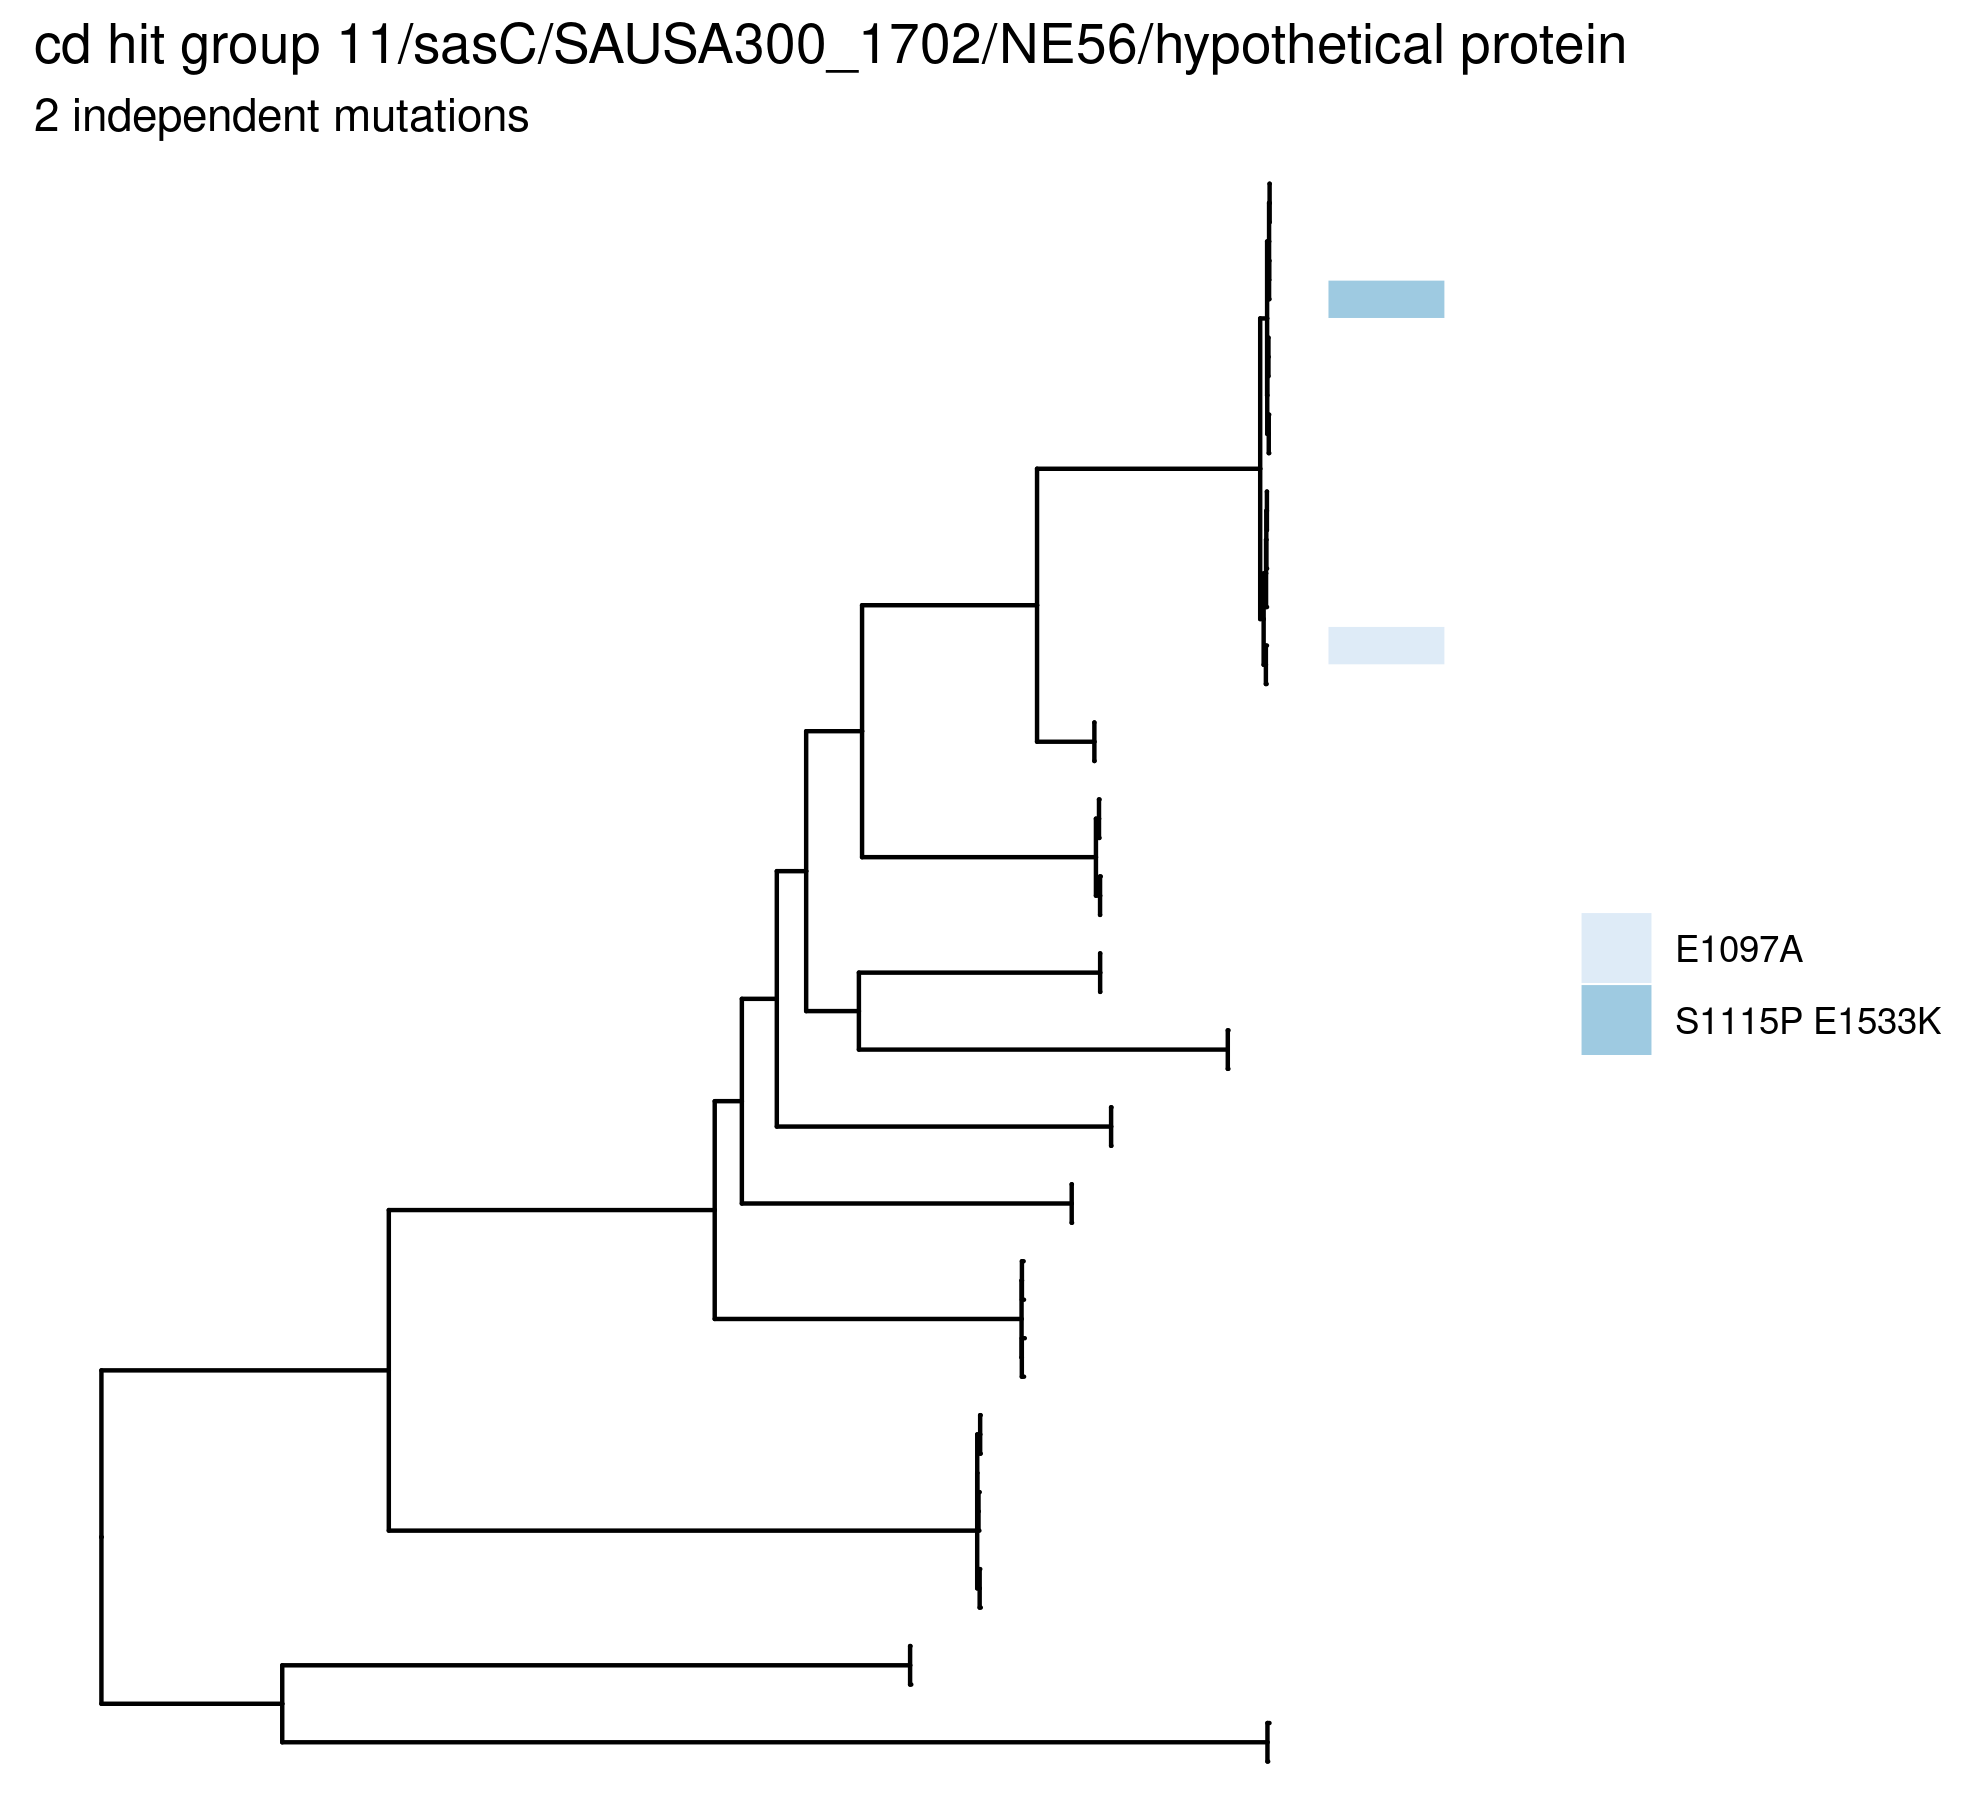 cd hit group 11/sasC/SAUSA300_1702/NE56/hypothetical protein
2 independent mutations
E1097A
S1115P E1533K